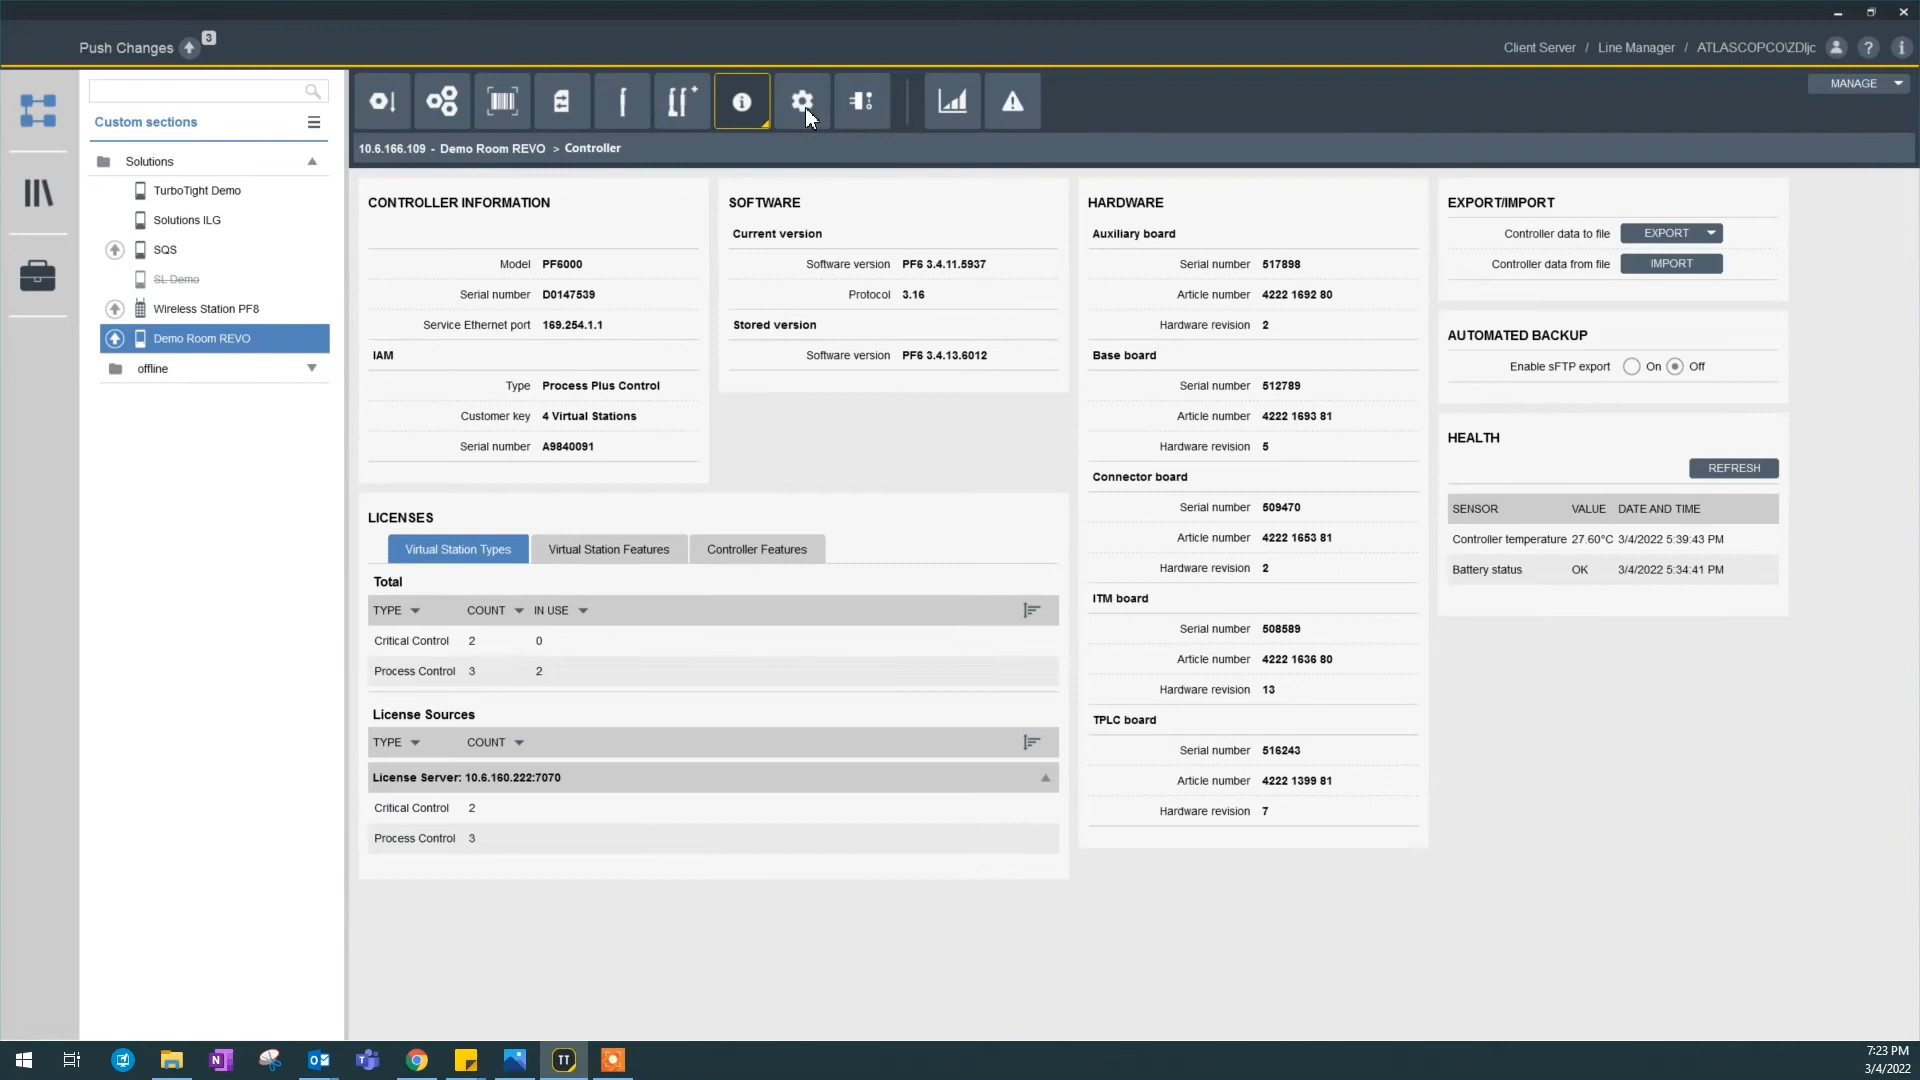 Push Changes 3
Client Server / Line Manager / ATLASCOPCO\ZDljc ? i
MANAGE
Custom sections
Solutions
TurboTight Demo
Solutions ILG
SQS
SL Demo
Wireless Station PF8
Demo Room REVO
offline
10.6.166.109 - Demo Room REVO > Controller
CONTROLLER INFORMATION
Model PF6000
Serial number D0147539
Service Ethernet port 169.254.1.1
IAM
Type Process Plus Control
Customer key 4 Virtual Stations
Serial number A9840091
SOFTWARE
Current version
Software version PF6 3.4.11.5937
Protocol 3.16
Stored version
Software version PF6 3.4.13.6012
LICENSES
Virtual Station Types Virtual Station Features Controller Features
Total
TYPE COUNT IN USE
Critical Control 2 0
Process Control 3 2
License Sources
TYPE COUNT
License Server: 10.6.160.222:7070
Critical Control 2
Process Control 3
HARDWARE
Auxiliary board
Serial number 517898
Article number 4222 1692 80
Hardware revision 2
Base board
Serial number 512789
Article number 4222 1693 81
Hardware revision 5
Connector board
Serial number 509470
Article number 4222 1653 81
Hardware revision 2
ITM board
Serial number 508589
Article number 4222 1636 80
Hardware revision 13
TPLC board
Serial number 516243
Article number 4222 1399 81
Hardware revision 7
EXPORT/IMPORT
Controller data to file EXPORT
Controller data from file IMPORT
AUTOMATED BACKUP
Enable sFTP export On Off
HEALTH
REFRESH
SENSOR VALUE DATE AND TIME
Controller temperature 27.60°C 3/4/2022 5:39:43 PM
Battery status OK 3/4/2022 5:34:41 PM
7:23 PM
3/4/2022